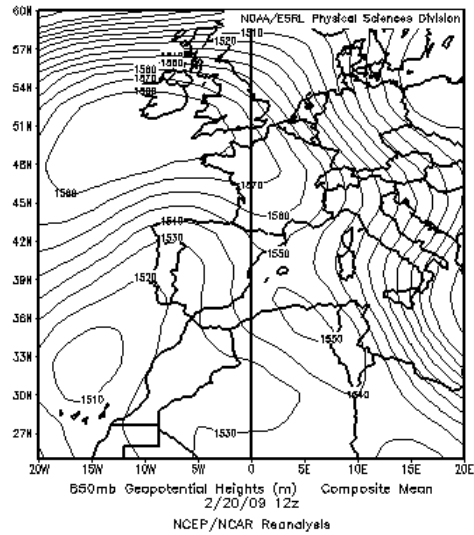 60N
NOAA/ESRL Physical Sciences Division
1510
1520
57N
1560
1570
1580
54N
51N
48N
1580
1570
45N
1560
1540
1550
42N
1530
39N
1520
36N
1550
33N
1510
1540
30N
1530
27N
20W 15W 10W 5W 0 5E 10E 15E 20E
850mb Geopotential Heights (m) Composite Mean
2/20/09 12z
NCEP/NCAR Reanalysis